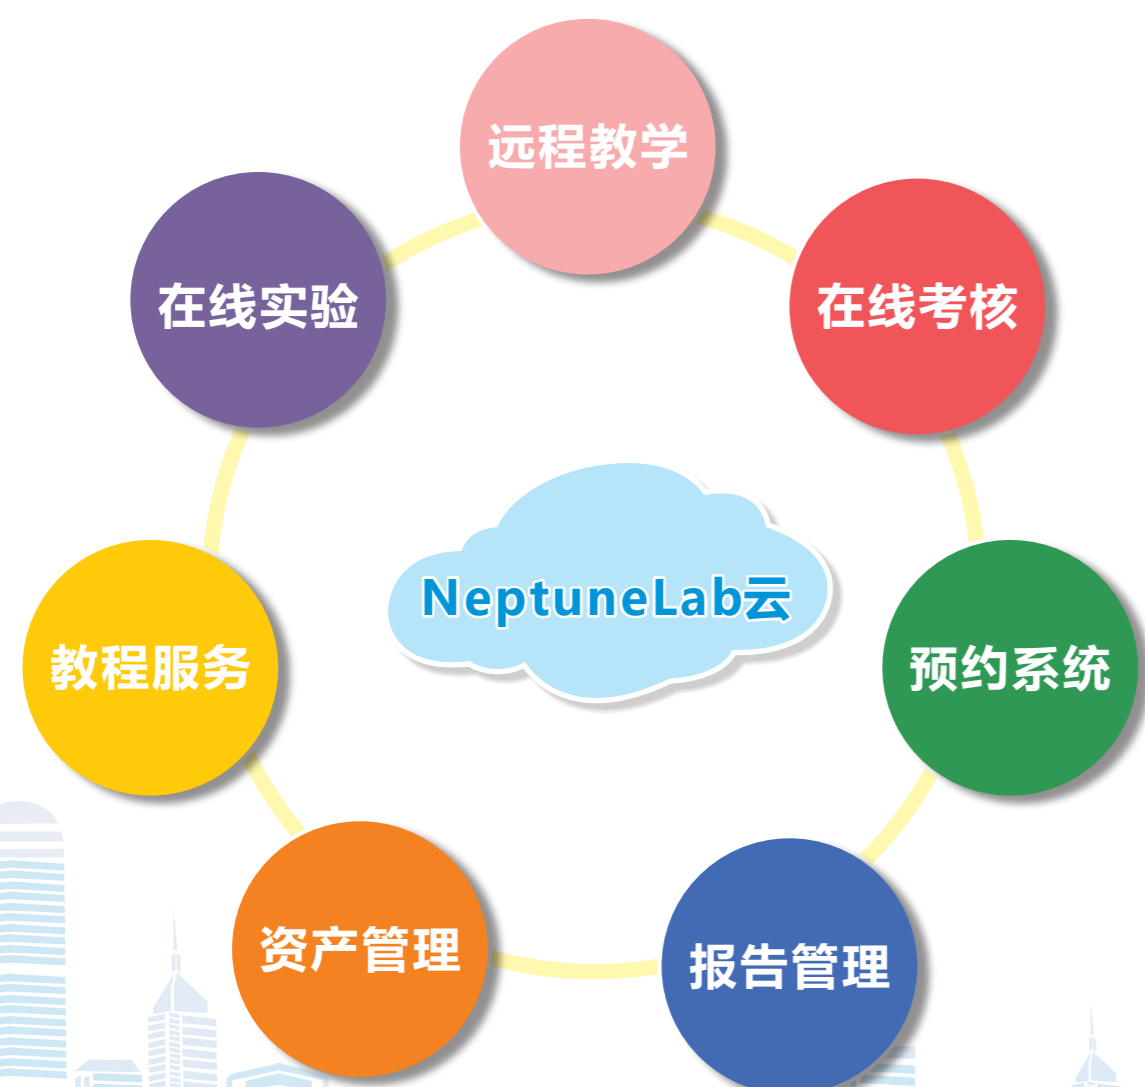 远程教学
在线实验
在线考核
NeptuneLab云
教程服务
预约系统
资产管理
报告管理